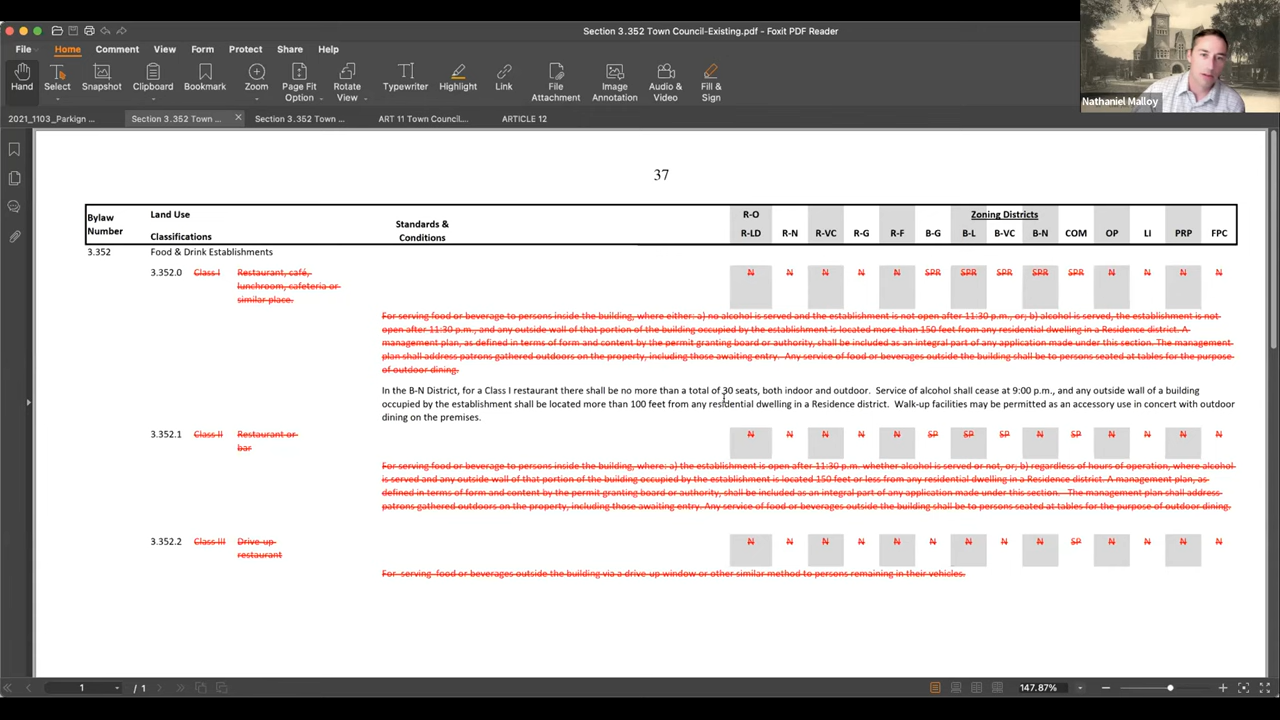 Section 3.352 Town Council-Existing.pdf - Foxit PDF Reader
File Home Comment View Form Protect Share Help
Hand Select Snapshot Clipboard Bookmark Zoom Page Fit Option Rotate View Typewriter Highlight Link File Attachment Image Annotation Audio & Video Fill & Sign
Nathaniel Malloy
2021_1103_Parkign ... Section 3.352 Town ... Section 3.352 Town ... ART 11 Town Council.... ARTICLE 12
37
Bylaw Number Land Use Classifications Standards & Conditions Zoning Districts
R-O
R-LD R-N R-VC R-G R-F B-G B-L B-VC B-N COM OP LI PRP FPC
3.352 Food & Drink Establishments
3.352.0 Class I Restaurant, café, N N N N N SPR SPR SPR SPR SPR N N N N
lunchroom, cafeteria or
similar place.
For serving food or beverage to persons inside the building, where either: a) no alcohol is served and the establishment is not open after 11:30 p.m., or; b) alcohol is served, the establishment is not
open after 11:30 p.m., and any outside wall of that portion of the building occupied by the establishment is located more than 150 feet from any residential dwelling in a Residence district. A
management plan, as defined in terms of form and content by the permit granting board or authority, shall be included as an integral part of any application made under this section. The management
plan shall address patrons gathered outdoors on the property, including those awaiting entry. Any service of food or beverages outside the building shall be to persons seated at tables for the purpose
of outdoor dining.
In the B-N District, for a Class I restaurant there shall be no more than a total of 30 seats, both indoor and outdoor. Service of alcohol shall cease at 9:00 p.m., and any outside wall of a building
occupied by the establishment shall be located more than 100 feet from any residential dwelling in a Residence district. Walk-up facilities may be permitted as an accessory use in concert with outdoor
dining on the premises.
3.352.1 Class II Restaurant or N N N N N SP SP SP N SP N N N N
bar
For serving food or beverage to persons inside the building, where: a) the establishment is open after 11:30 p.m. whether alcohol is served or not, or; b) regardless of hours of operation, where alcohol
is served and any outside wall of that portion of the building occupied by the establishment is located 150 feet or less from any residential dwelling in a Residence district. A management plan, as
defined in terms of form and content by the permit granting board or authority, shall be included as an integral part of any application made under this section. The management plan shall address
patrons gathered outdoors on the property, including those awaiting entry. Any service of food or beverages outside the building shall be to persons seated at tables for the purpose of outdoor dining.
3.352.2 Class III Drive-up N N N N N N N N N SP N N N N
restaurant
For serving food or beverages outside the building via a drive-up window or other similar method to persons remaining in their vehicles.
1 / 1 147.87%